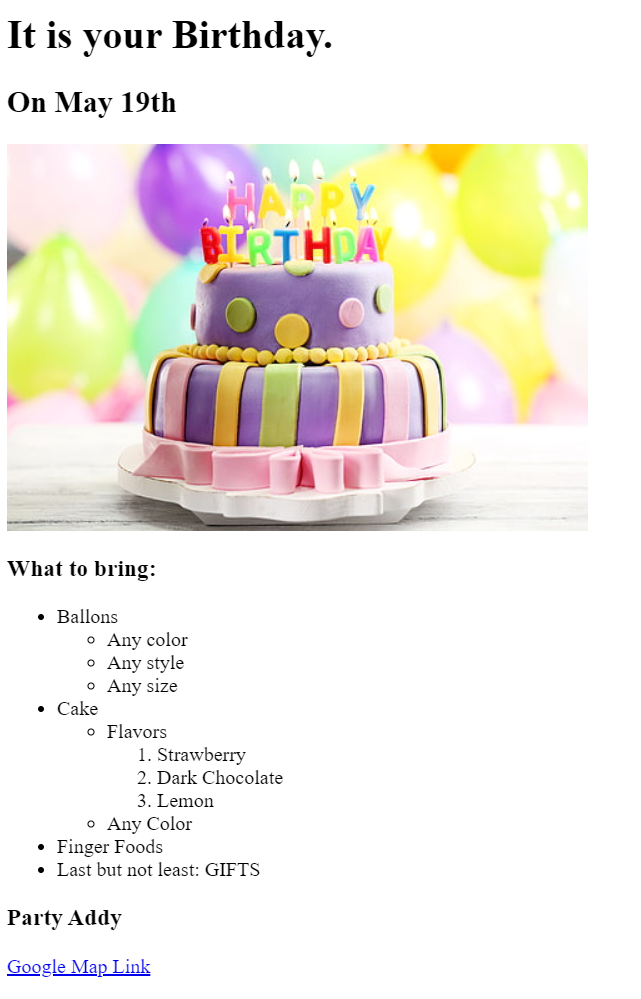 It is your Birthday.
On May 19th
HAPPY
BIRTHDAY
What to bring:
Ballons
Any color
Any style
Any size
Cake
Flavors
1. Strawberry
2. Dark Chocolate
3. Lemon
Any Color
Finger Foods
Last but not least: GIFTS
Party Addy
Google Map Link